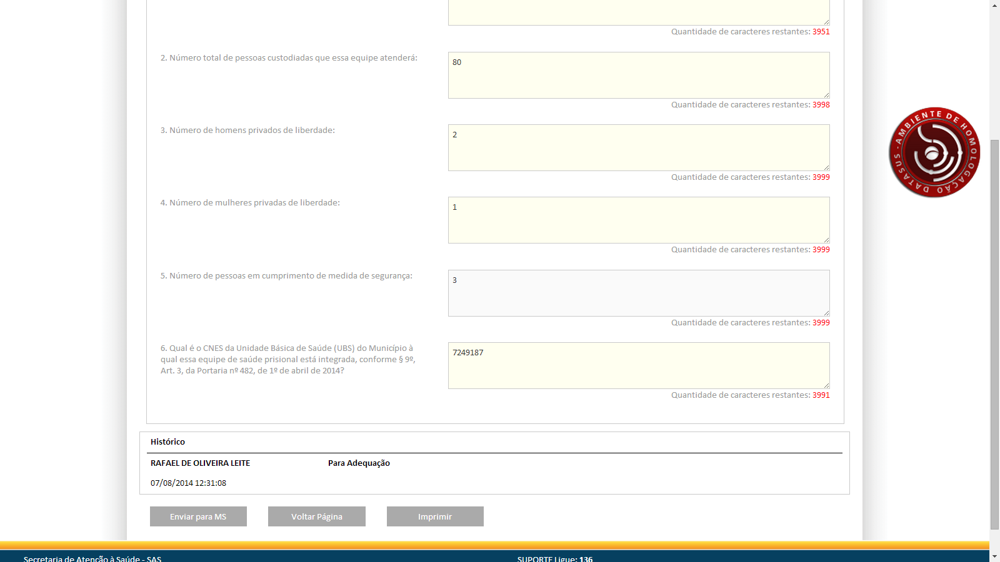 Quantidade de caracteres restantes: 3951
2. Número total de pessoas custodiadas que essa equipe atenderá:
80
Quantidade de caracteres restantes: 3998
3. Número de homens privados de liberdade:
2
Quantidade de caracteres restantes: 3999
4. Número de mulheres privadas de liberdade:
1
Quantidade de caracteres restantes: 3999
5. Número de pessoas em cumprimento de medida de segurança:
3
Quantidade de caracteres restantes: 3999
6. Qual é o CNES da Unidade Básica de Saúde (UBS) do Município à
qual essa equipe de saúde prisional está integrada, conforme § 9º,
Art. 3, da Portaria nº 482, de 1º de abril de 2014?
7249187
Quantidade de caracteres restantes: 3991
Histórico
RAFAEL DE OLIVEIRA LEITE Para Adequação
07/08/2014 12:31:08
Enviar para MS Voltar Página Imprimir
Secretaria de Atenção à Saúde - SAS SUPORTE Ligue: 136
AMBIENTE DE HOMOLOGAÇÃO DATASUS -